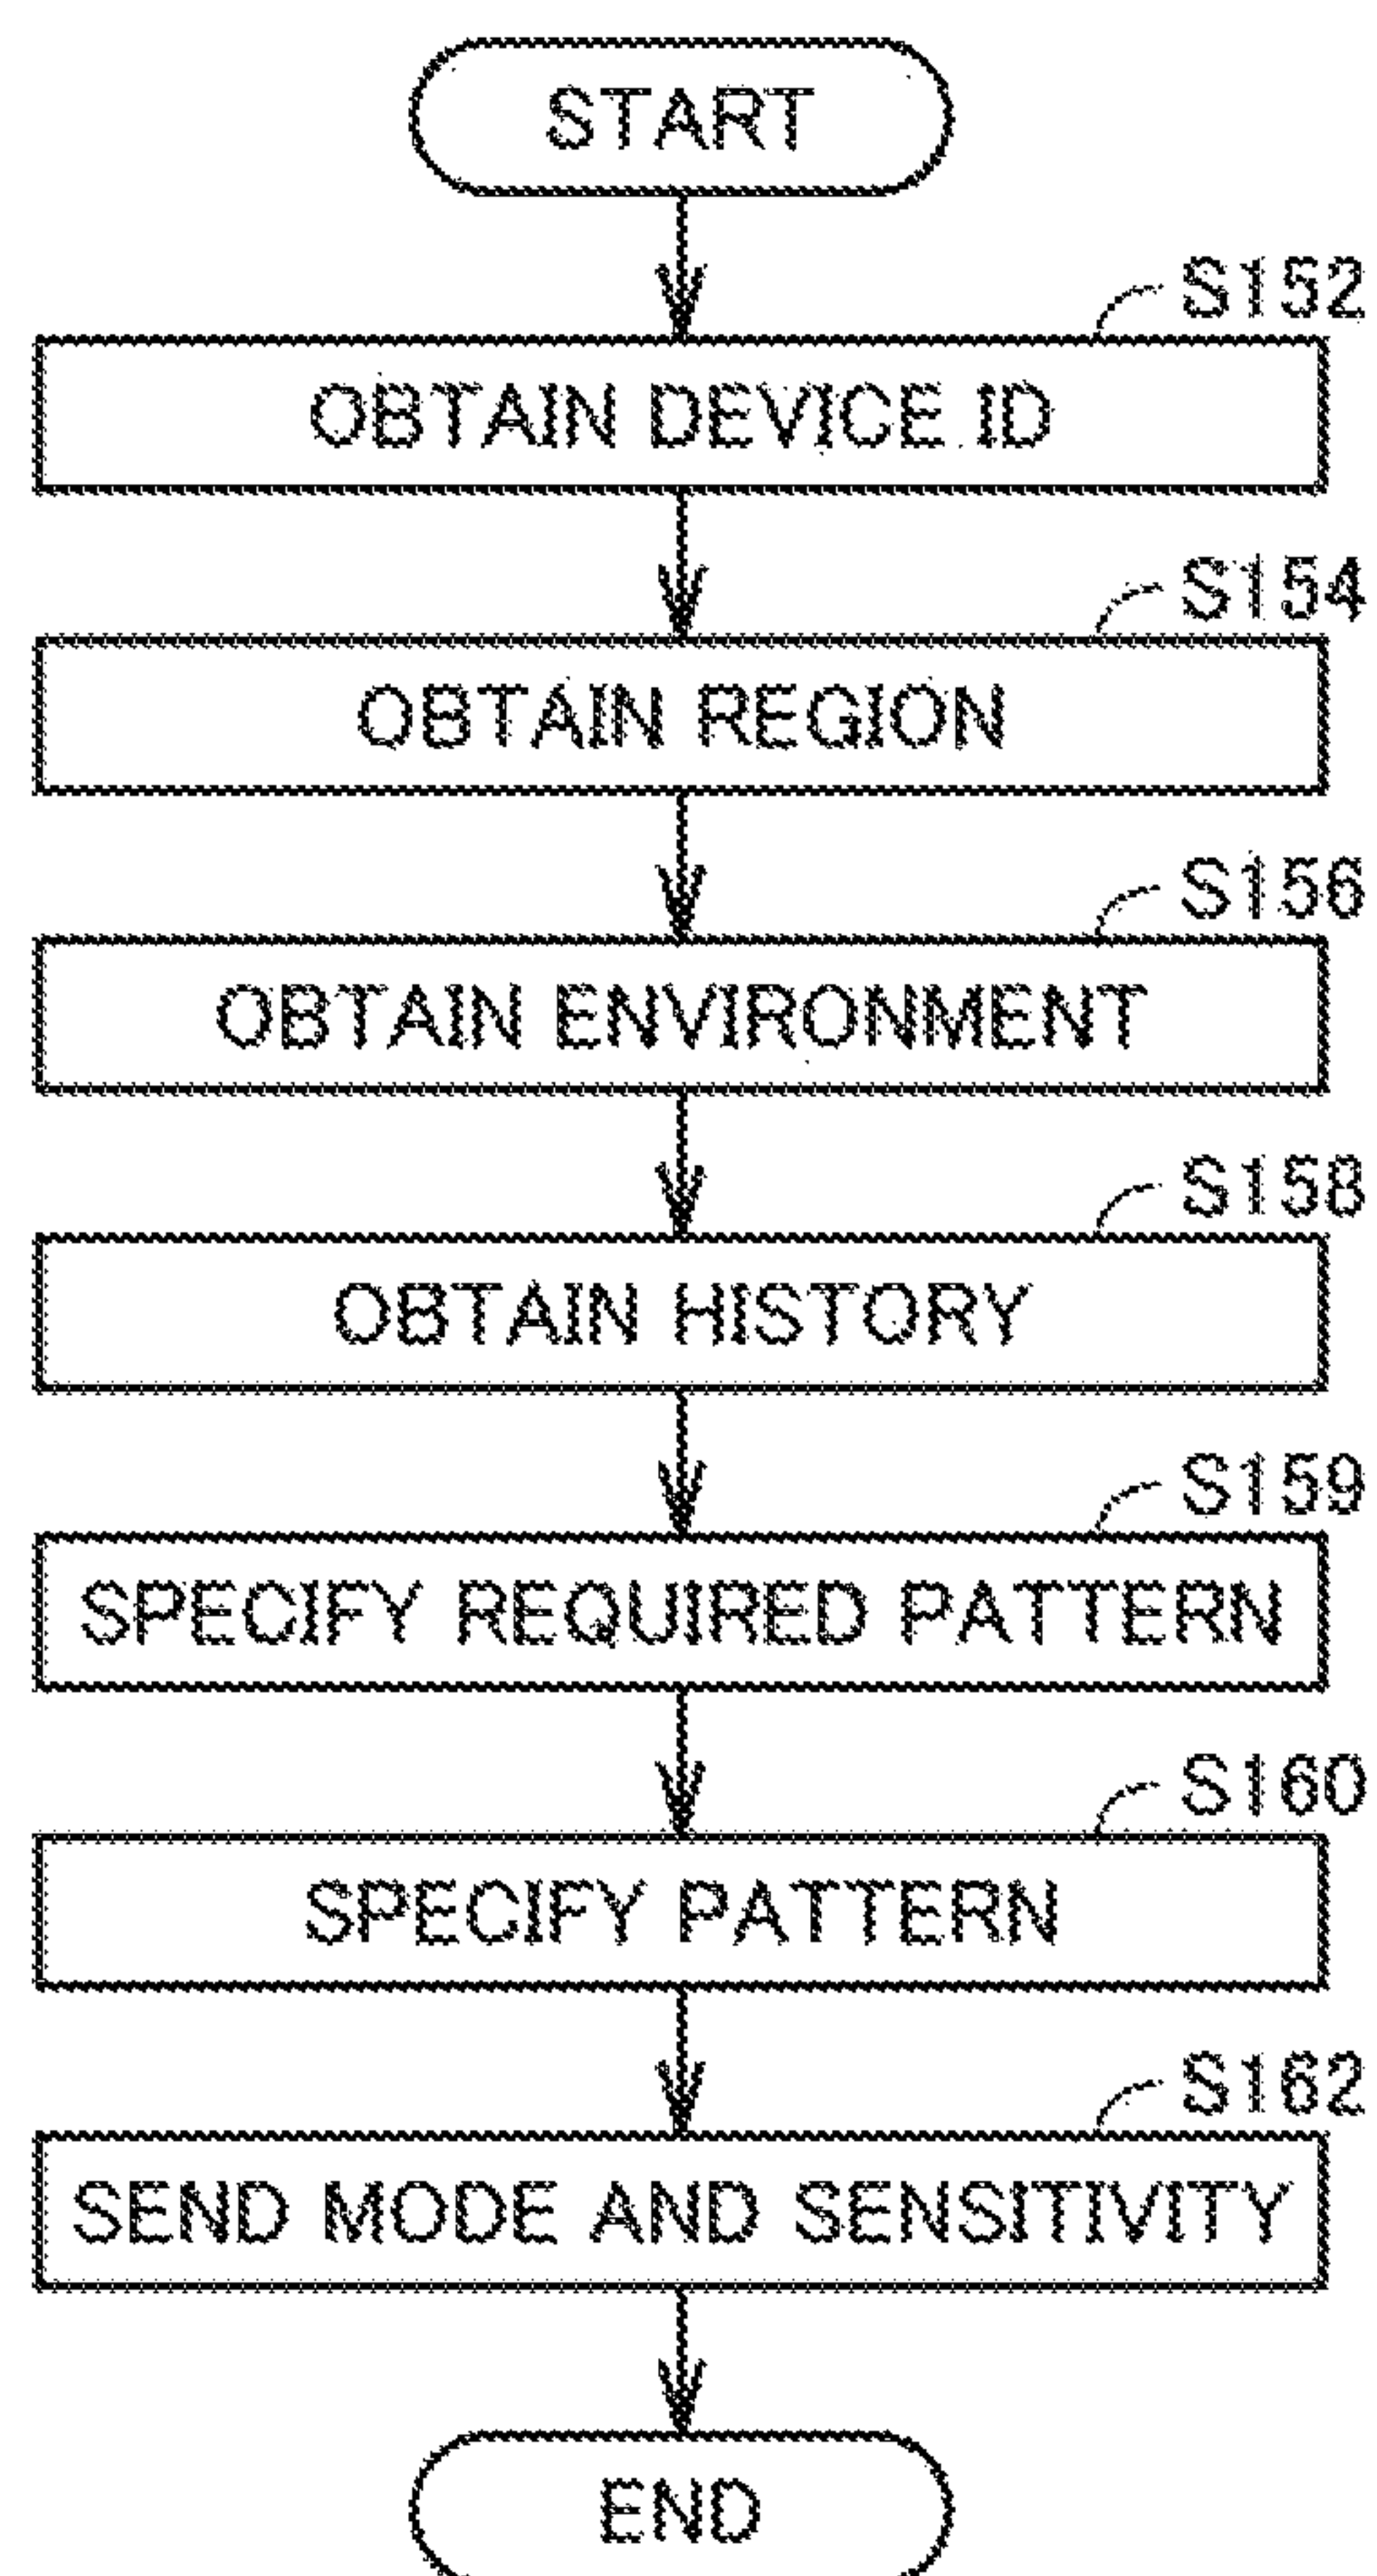 START
S152
OBTAIN DEVICE ID
S154
OBTAIN REGION
S156
OBTAIN ENVIRONMENT
S158
OBTAIN HISTORY
S159
SPECIFY REQUIRED PATTERN
S160
SPECIFY PATTERN
S162
SEND MODE AND SENSITIVITY
END